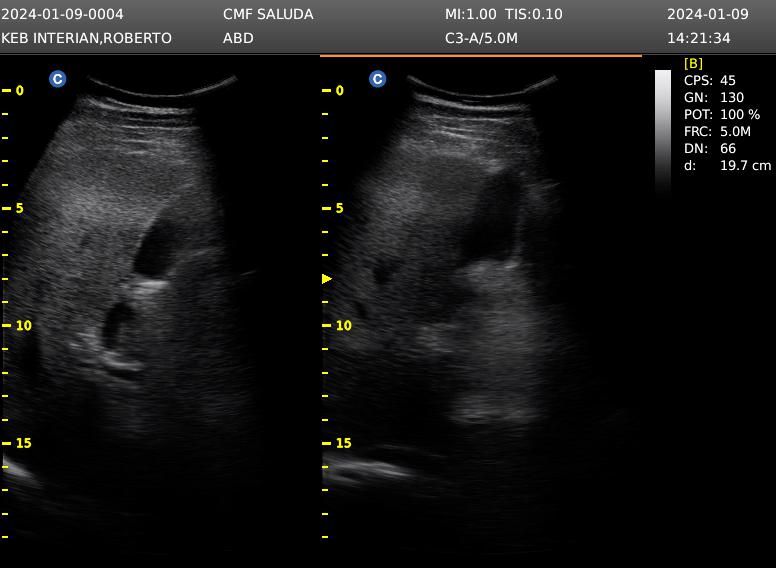 2024-01-09-0004 CMF SALUDA MI:1.00 TIS:0.10 2024-01-09
KEB INTERIAN,ROBERTO ABD C3-A/5.0M 14:21:34
C C
[B]
CPS: 45
GN: 130
POT: 100 %
FRC: 5.0M
DN: 66
d: 19.7 cm
0 0
5 5
10 10
15 15